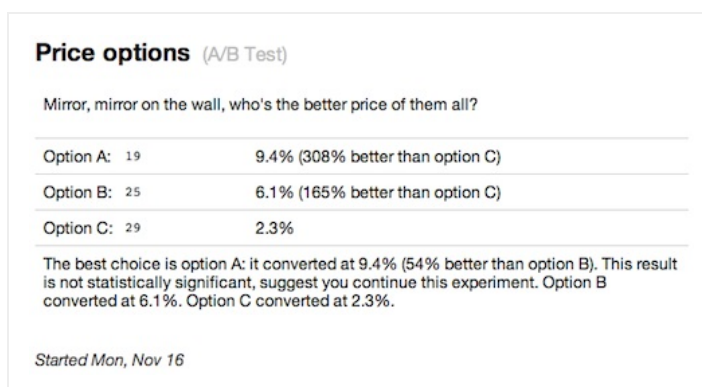 Price options (A/B Test)
Mirror, mirror on the wall, who's the better price of them all?
Option A: 19 9.4% (308% better than option C)
Option B: 25 6.1% (165% better than option C)
Option C: 29 2.3%
The best choice is option A: it converted at 9.4% (54% better than option B). This result
is not statistically significant, suggest you continue this experiment. Option B
converted at 6.1%. Option C converted at 2.3%.
Started Mon, Nov 16